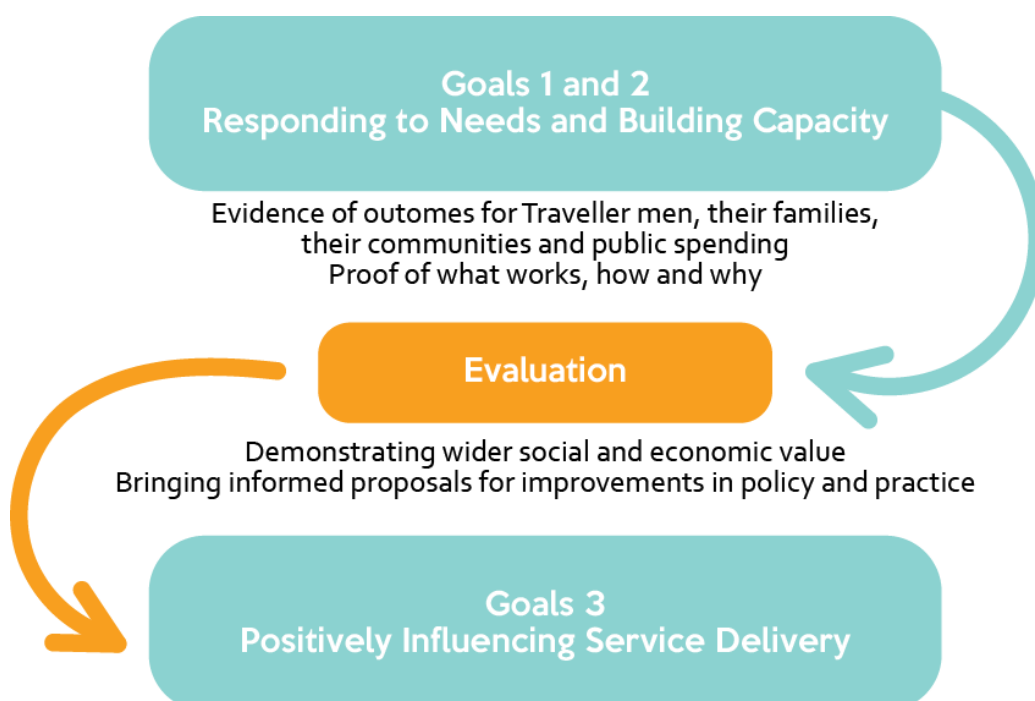 Goals 1 and 2
Responding to Needs and Building Capacity
Evidence of outcomes for Traveller men, their families,
their communities and public spending
Proof of what works, how and why
Evaluation
Demonstrating wider social and economic value
Bringing informed proposals for improvements in policy and practice
Goals 3
Positively Influencing Service Delivery